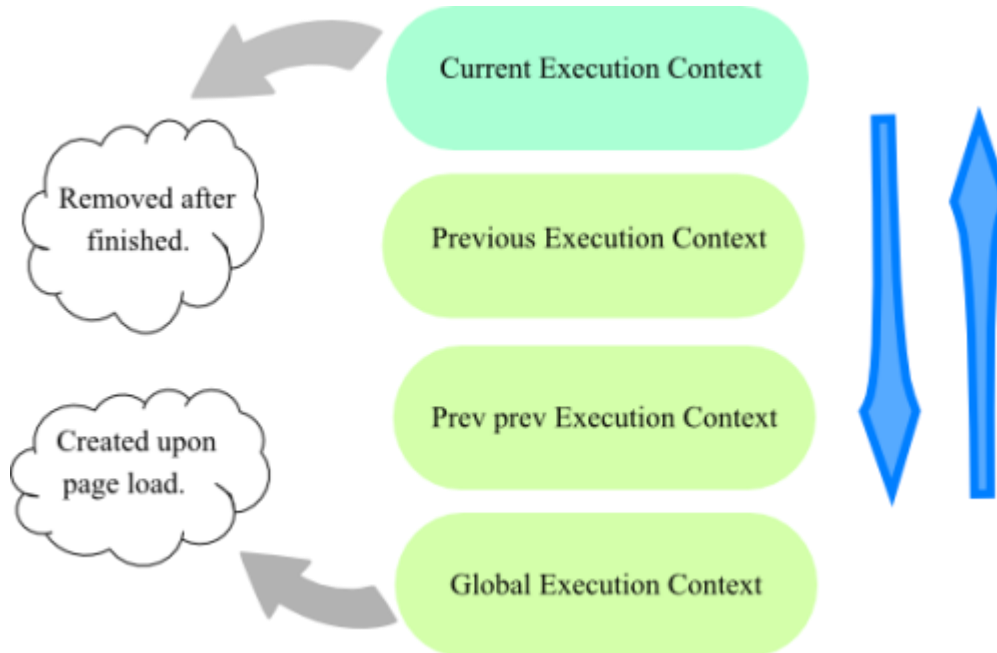 Current Execution Context
Removed after
finished.
Previous Execution Context
Prev prev Execution Context
Created upon
page load.
Global Execution Context